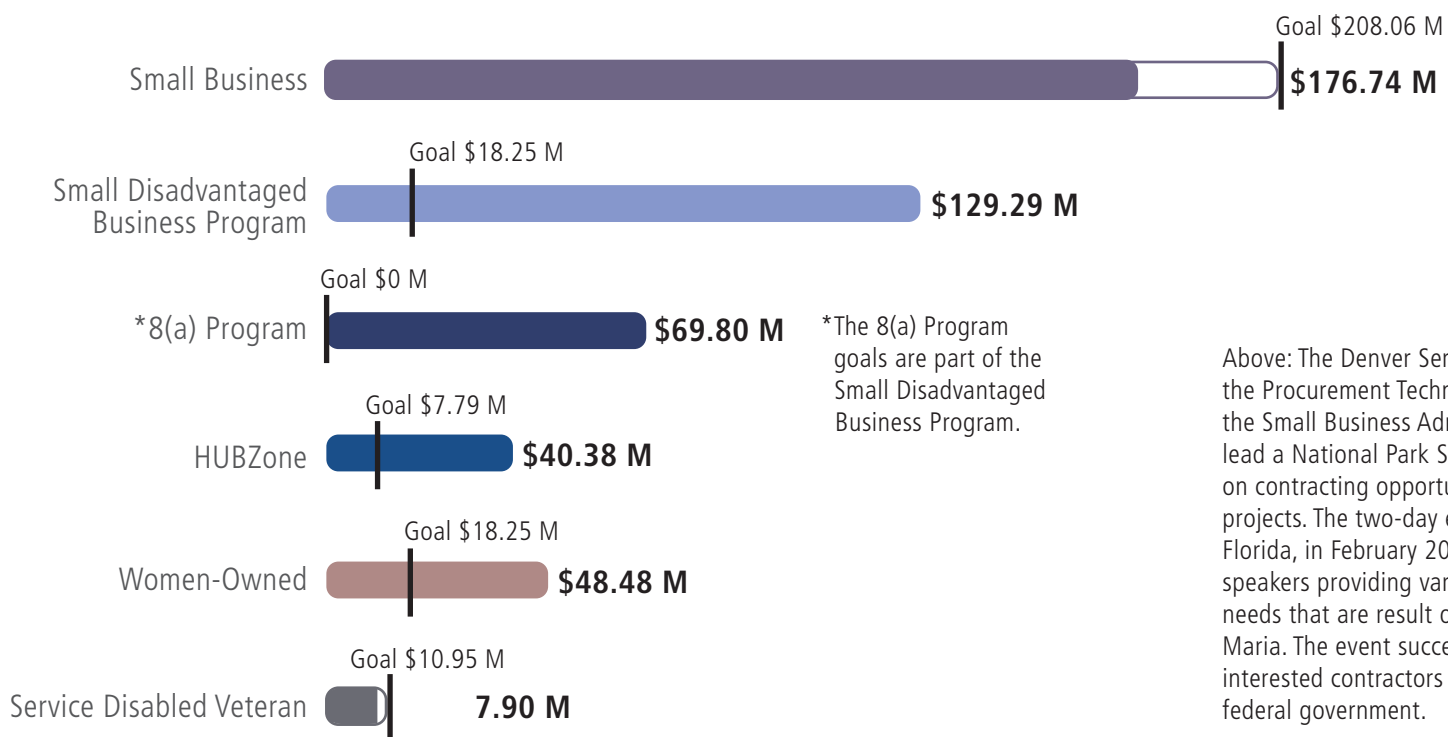 Goal $208.06 M
Small Business
$176.74 M
Goal $18.25 M
Small Disadvantaged
Business Program
$129.29 M
Goal $0 M
*8(a) Program
$69.80 M
*The 8(a) Program
goals are part of the
Small Disadvantaged
Business Program.
Goal $7.79 M
HUBZone
$40.38 M
Goal $18.25 M
Women-Owned
$48.48 M
Goal $10.95 M
Service Disabled Veteran
7.90 M
Above: The Denver Ser
the Procurement Techn
the Small Business Adr
lead a National Park S
on contracting opportu
projects. The two-day e
Florida, in February 20
speakers providing var
needs that are result o
Maria. The event succe
interested contractors
federal government.